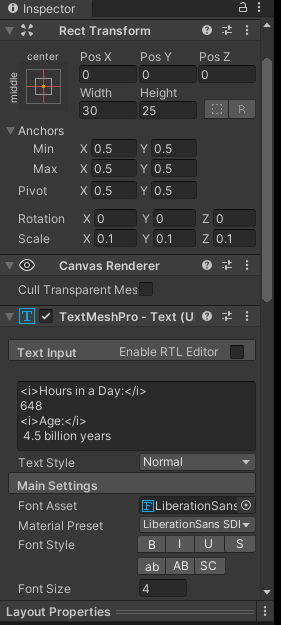 Inspector
Rect Transform
center
middle
Pos X Pos Y Pos Z
0 0 0
Width Height
30 25
R
Anchors
Min X 0.5 Y 0.5
Max X 0.5 Y 0.5
Pivot X 0.5 Y 0.5
Rotation X 0 Y 0 Z 0
Scale X 0.1 Y 0.1 Z 0.1
Canvas Renderer
Cull Transparent Mes
T TextMeshPro - Text (U
Text Input Enable RTL Editor
<i>Hours in a Day:</i>
648
<i>Age:</i>
4.5 billion years
Text Style Normal
Main Settings
Font Asset F LiberationSans
Material Preset LiberationSans SDI
Font Style B I U S
ab AB SC
Font Size 4
Layout Properties